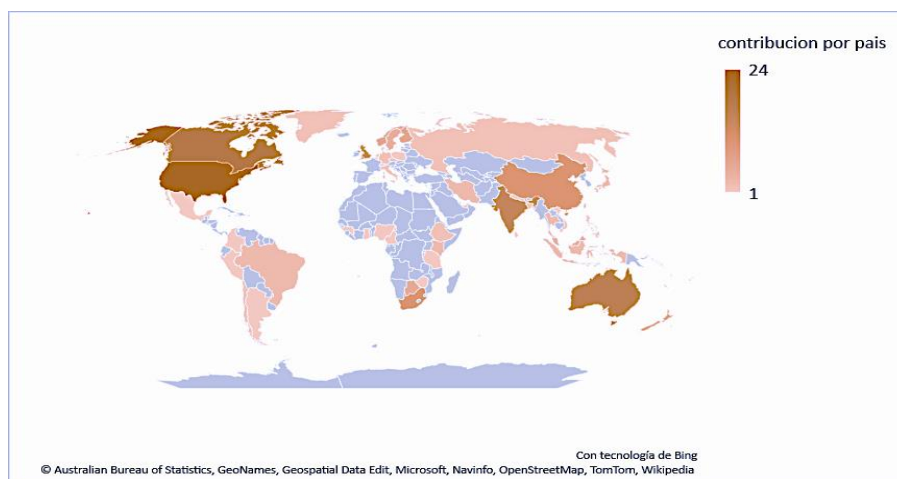 contribucion por pais
24
1
Con tecnología de Bing
© Australian Bureau of Statistics, GeoNames, Geospatial Data Edit, Microsoft, Navinfo, OpenStreetMap, TomTom, Wikipedia